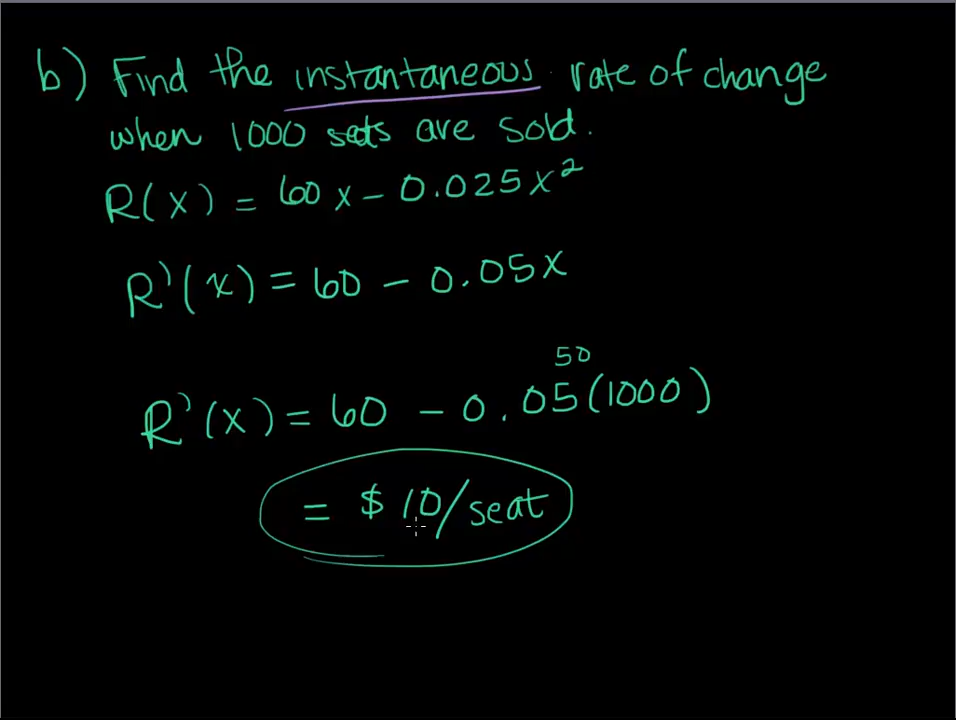 b) Find the instantaneous rate of change
when 1000 seats are sold.
R(x) = 60x - 0.025x²
R'(x) = 60 - 0.05x
50
R'(x) = 60 - 0.05(1000)
= $10/seat